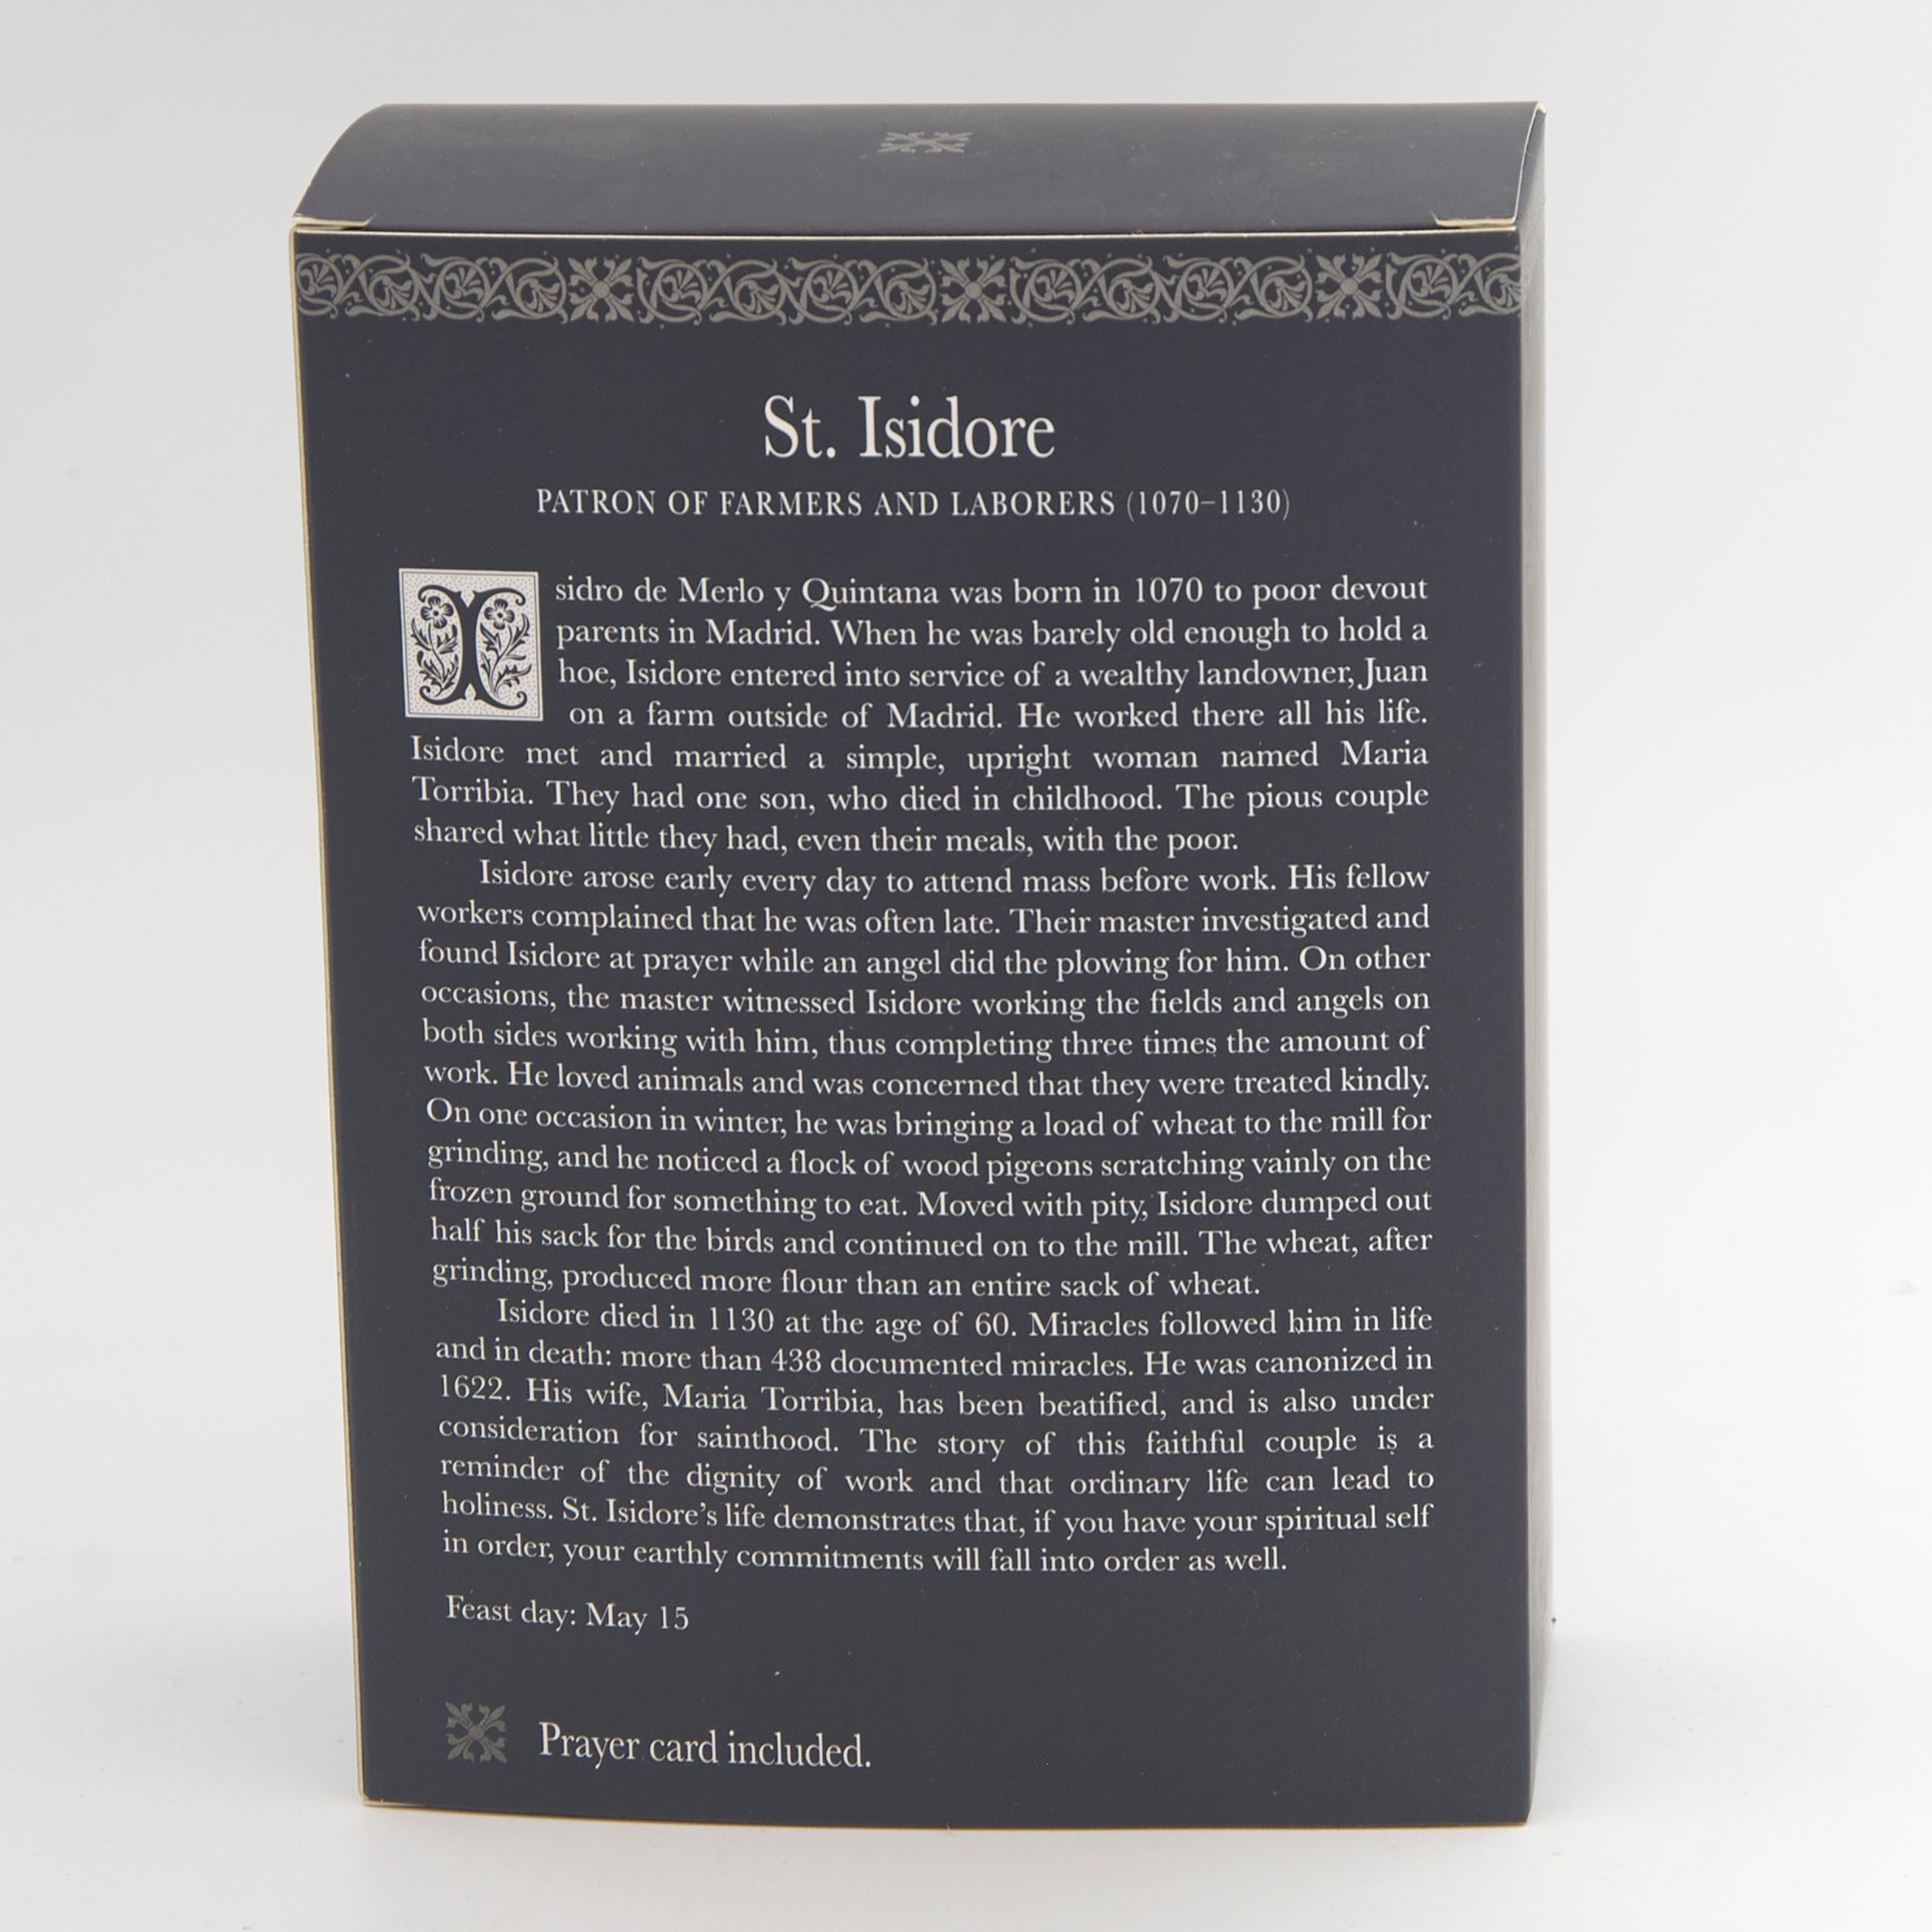 St. Isidore
PATRON OF FARMERS AND LABORERS (1070–1130)
Isidro de Merlo y Quintana was born in 1070 to poor devout
parents in Madrid. When he was barely old enough to hold a
hoe, Isidore entered into service of a wealthy landowner, Juan
on a farm outside of Madrid. He worked there all his life.
Isidore met and married a simple, upright woman named Maria
Torribia. They had one son, who died in childhood. The pious couple
shared what little they had, even their meals, with the poor.
Isidore arose early every day to attend mass before work. His fellow
workers complained that he was often late. Their master investigated and
found Isidore at prayer while an angel did the plowing for him. On other
occasions, the master witnessed Isidore working the fields and angels on
both sides working with him, thus completing three times the amount of
work. He loved animals and was concerned that they were treated kindly.
On one occasion in winter, he was bringing a load of wheat to the mill for
grinding, and he noticed a flock of wood pigeons scratching vainly on the
frozen ground for something to eat. Moved with pity, Isidore dumped out
half his sack for the birds and continued on to the mill. The wheat, after
grinding, produced more flour than an entire sack of wheat.
Isidore died in 1130 at the age of 60. Miracles followed him in life
and in death: more than 438 documented miracles. He was canonized in
1622. His wife, Maria Torribia, has been beatified, and is also under
consideration for sainthood. The story of this faithful couple is a
reminder of the dignity of work and that ordinary life can lead to
holiness. St. Isidore's life demonstrates that, if you have your spiritual self
in order, your earthly commitments will fall into order as well.
Feast day: May 15
Prayer card included.